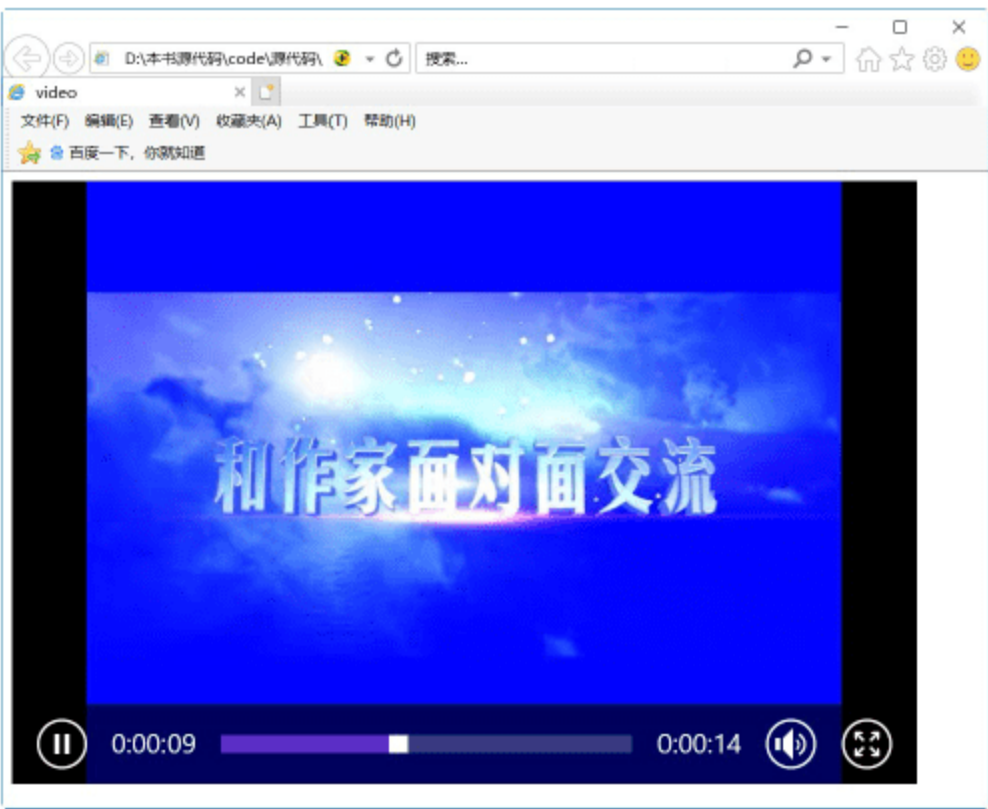 D:\本书源代码\code\源代码\
搜索...
video
文件(F) 编辑(E) 查看(V) 收藏夹(A) 工具(T) 帮助(H)
百度一下，你就知道
和作家面对面交流
0:00:09 0:00:14